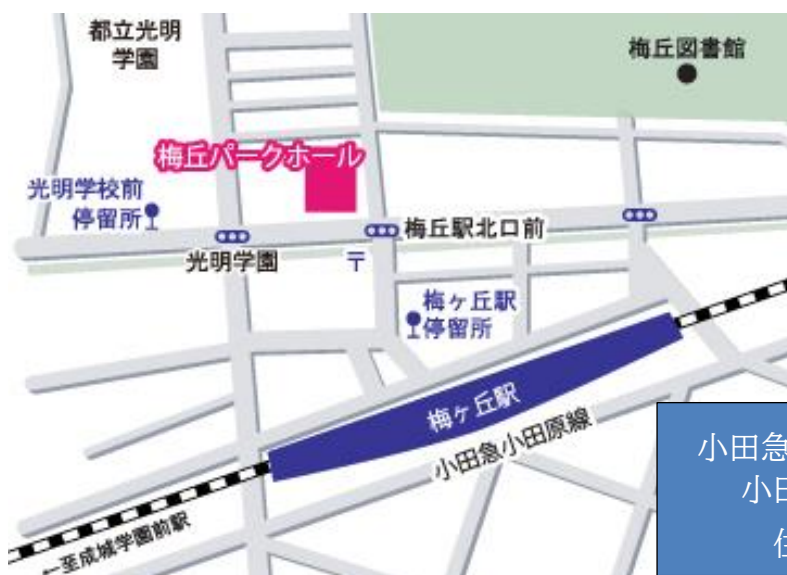 都立光明
学園
梅丘図書館
梅丘パークホール
光明学校前
停留所
光明学園
梅丘駅北口前
〒
梅ヶ丘駅
停留所
梅ヶ丘駅
小田急小田原線
←至成城学園前駅
小田急
小田
住